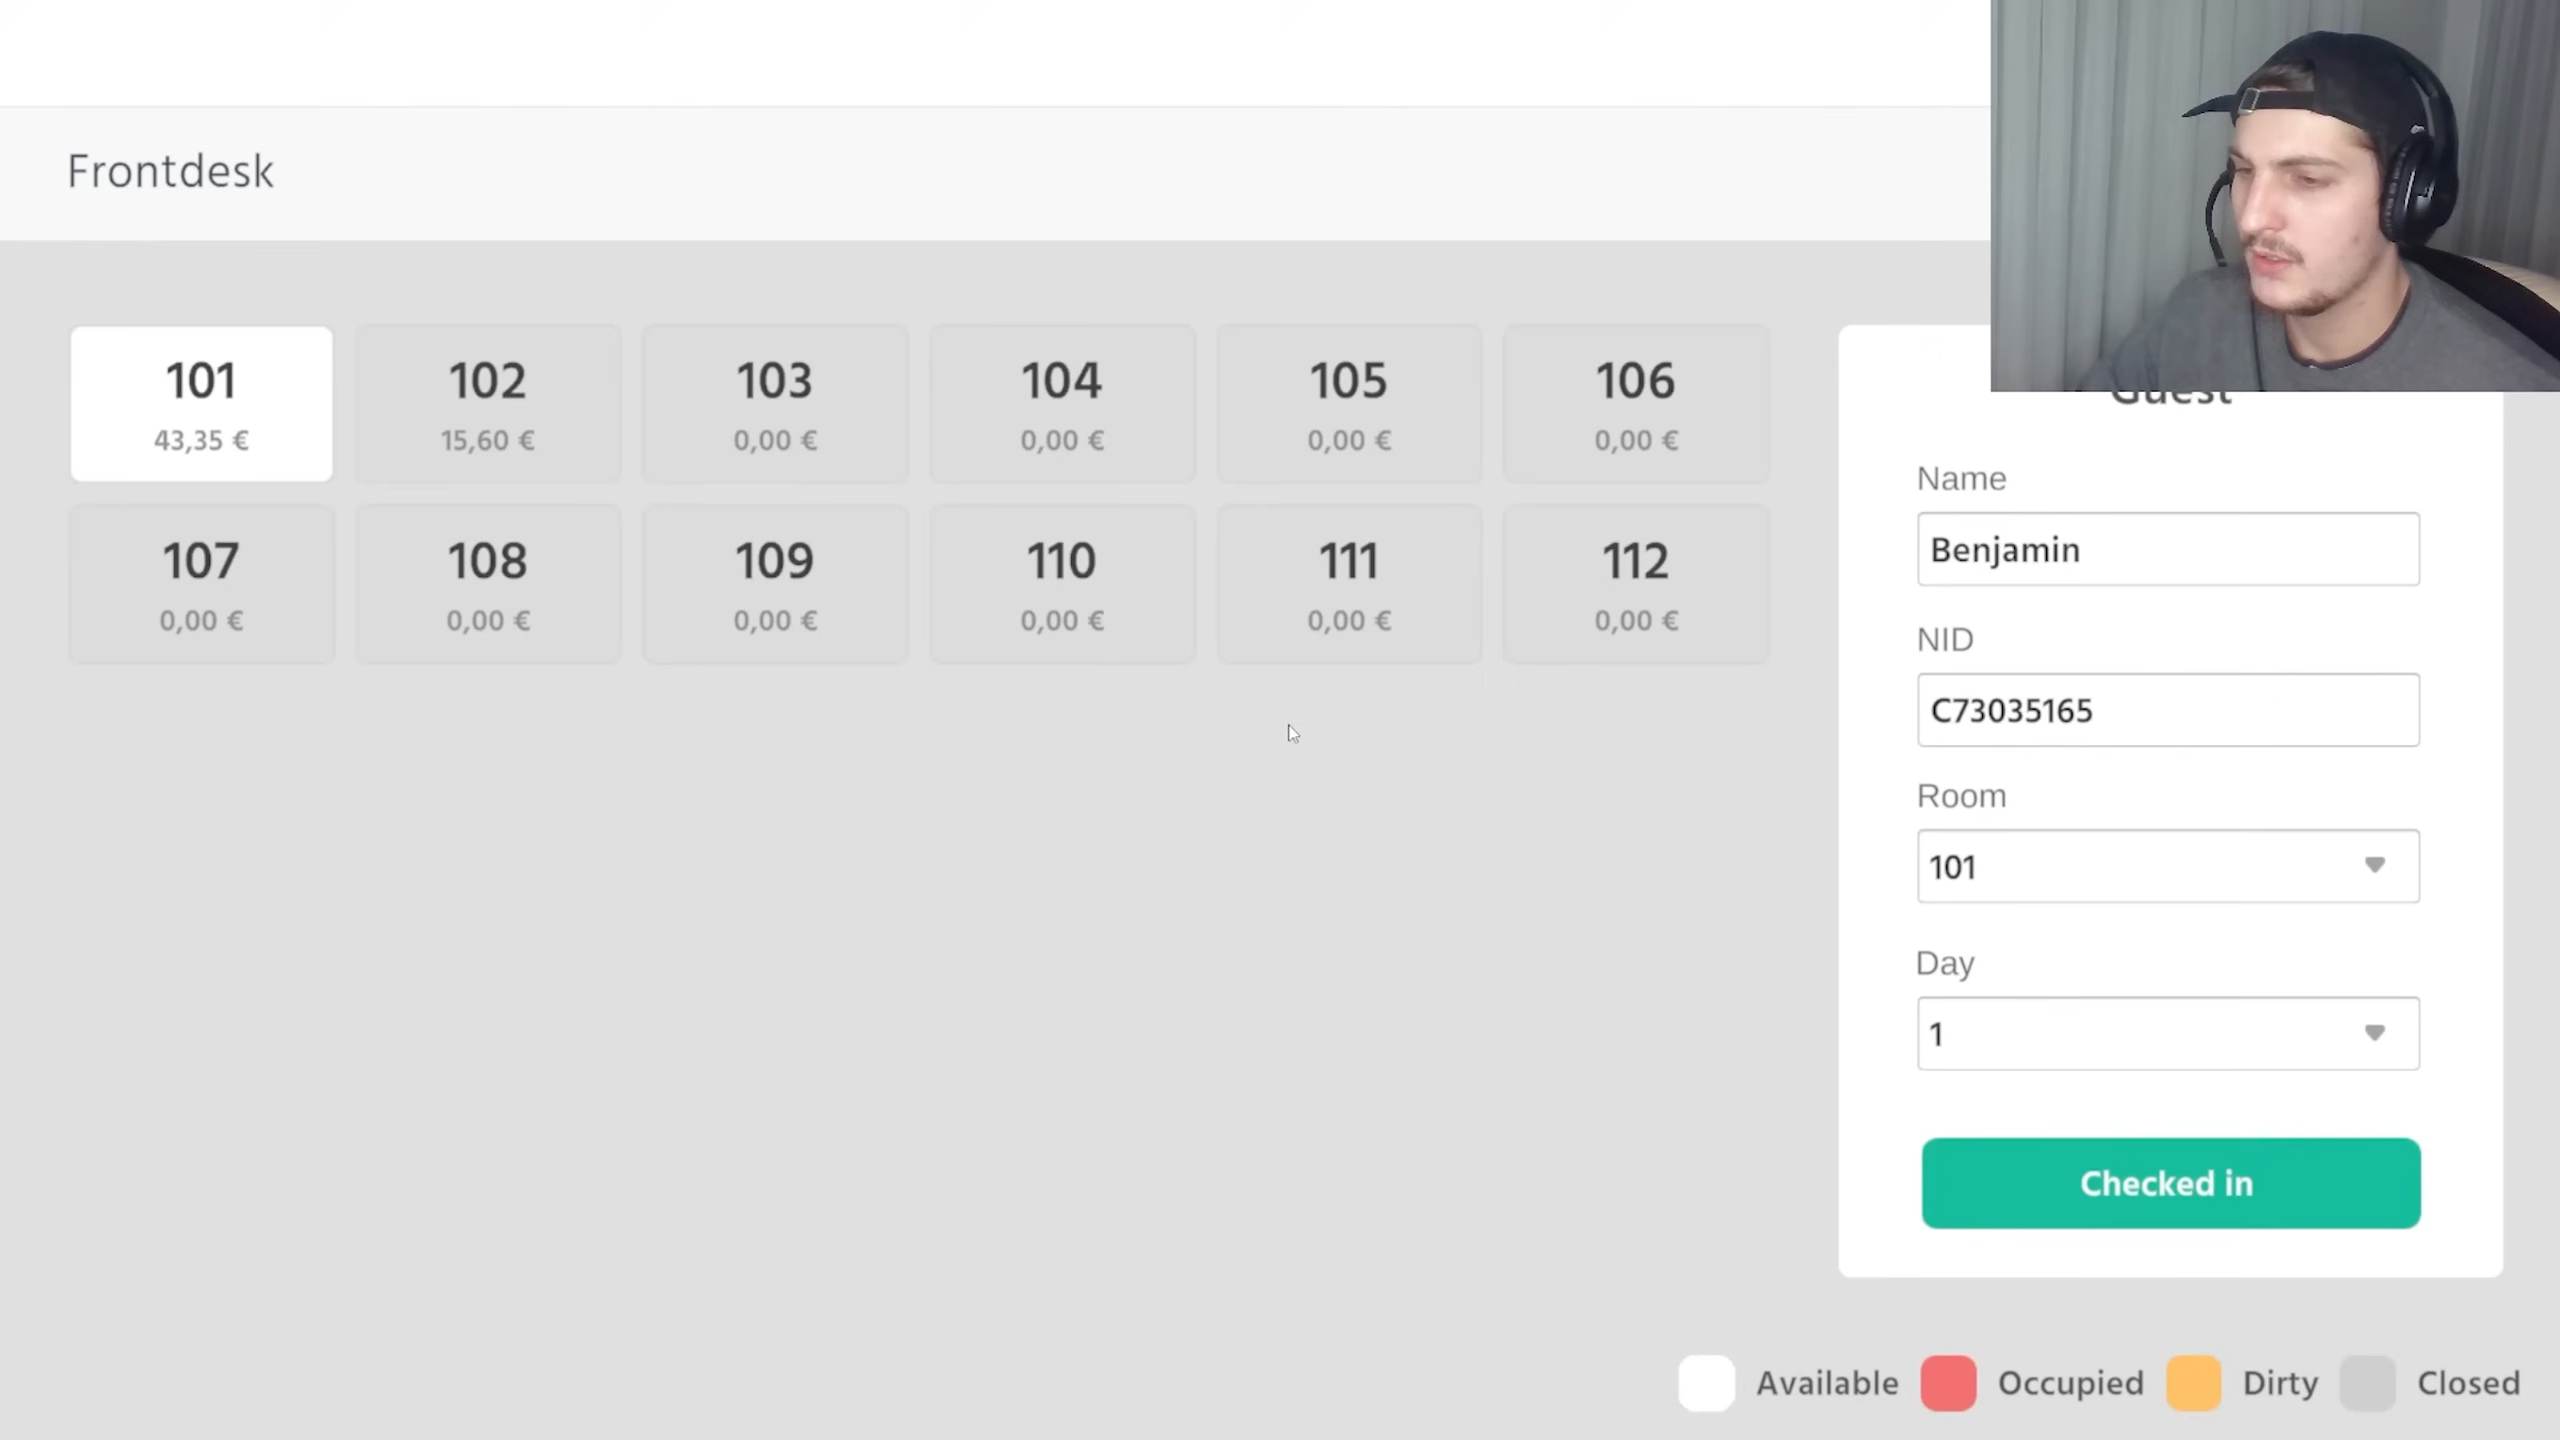 Frontdesk
101 102 103 104 105 106
43,35 € 15,60 € 0,00 € 0,00 € 0,00 € 0,00 €
107 108 109 110 111 112
0,00 € 0,00 € 0,00 € 0,00 € 0,00 € 0,00 €
Guest
Name
Benjamin
NID
C73035165
Room
101
Day
1
Checked in
Available Occupied Dirty Closed